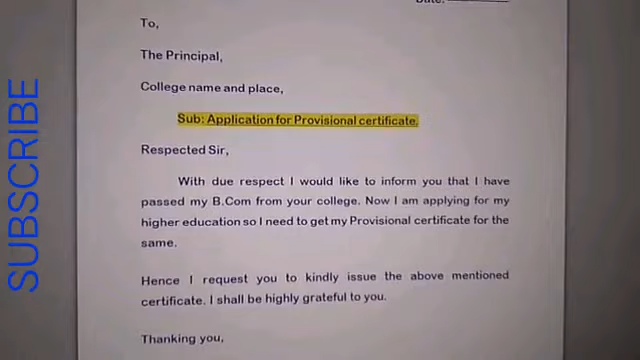 Date:
To,
The Principal,
College name and place,
Sub: Application for Provisional certificate.
Respected Sir,
With due respect I would like to inform you that I have
passed my B.Com from your college. Now I am applying for my
higher education so I need to get my Provisional certificate for the
same.
Hence I request you to kindly issue the above mentioned
certificate. I shall be highly grateful to you.
Thanking you,
SUBSCRIBE